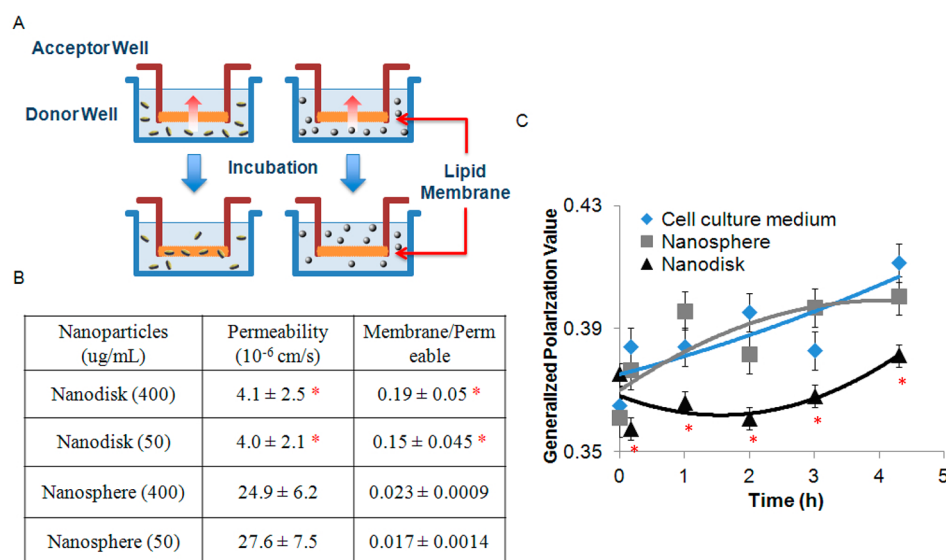 A
Acceptor Well
Donor Well
Incubation
Lipid
Membrane
B
Nanoparticles
(ug/mL)
Permeability
(10⁻⁶ cm/s)
Membrane/Perm
eable
Nanodisk (400)
4.1 ± 2.5 *
0.19 ± 0.05 *
Nanodisk (50)
4.0 ± 2.1 *
0.15 ± 0.045 *
Nanosphere (400)
24.9 ± 6.2
0.023 ± 0.0009
Nanosphere (50)
27.6 ± 7.5
0.017 ± 0.0014
C
Generalized Polarization Value
0.43
0.39
0.35
Cell culture medium
Nanosphere
Nanodisk
* * * * *
0 1 2 3 4 5
Time (h)